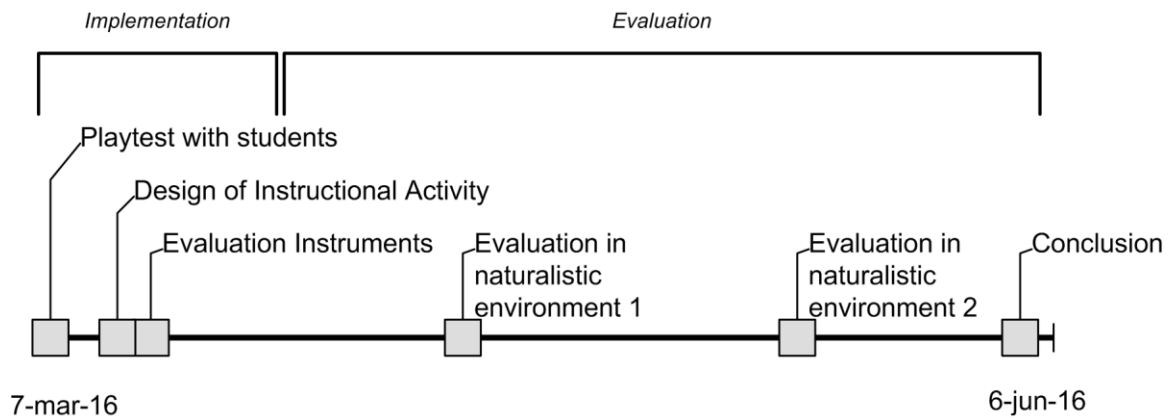 Implementation
Evaluation
Playtest with students
Design of Instructional Activity
Evaluation Instruments
Evaluation in
naturalistic
environment 1
Evaluation in
naturalistic
environment 2
Conclusion
7-mar-16
6-jun-16